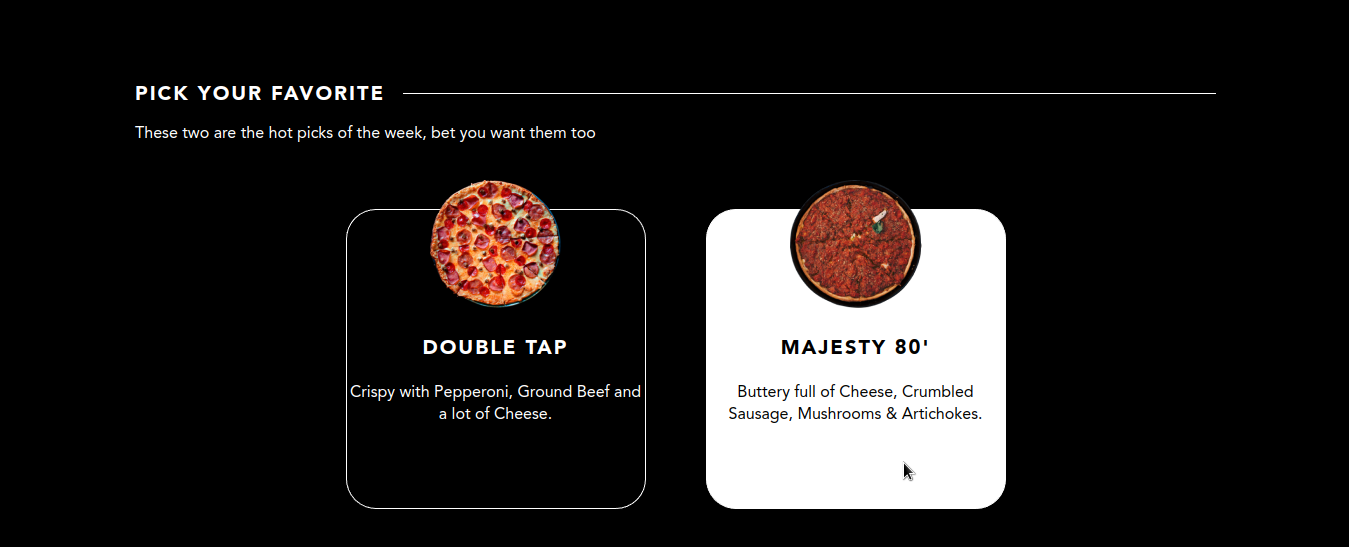 PICK YOUR FAVORITE
These two are the hot picks of the week, bet you want them too
DOUBLE TAP
Crispy with Pepperoni, Ground Beef and
a lot of Cheese.
MAJESTY 80'
Buttery full of Cheese, Crumbled
Sausage, Mushrooms & Artichokes.